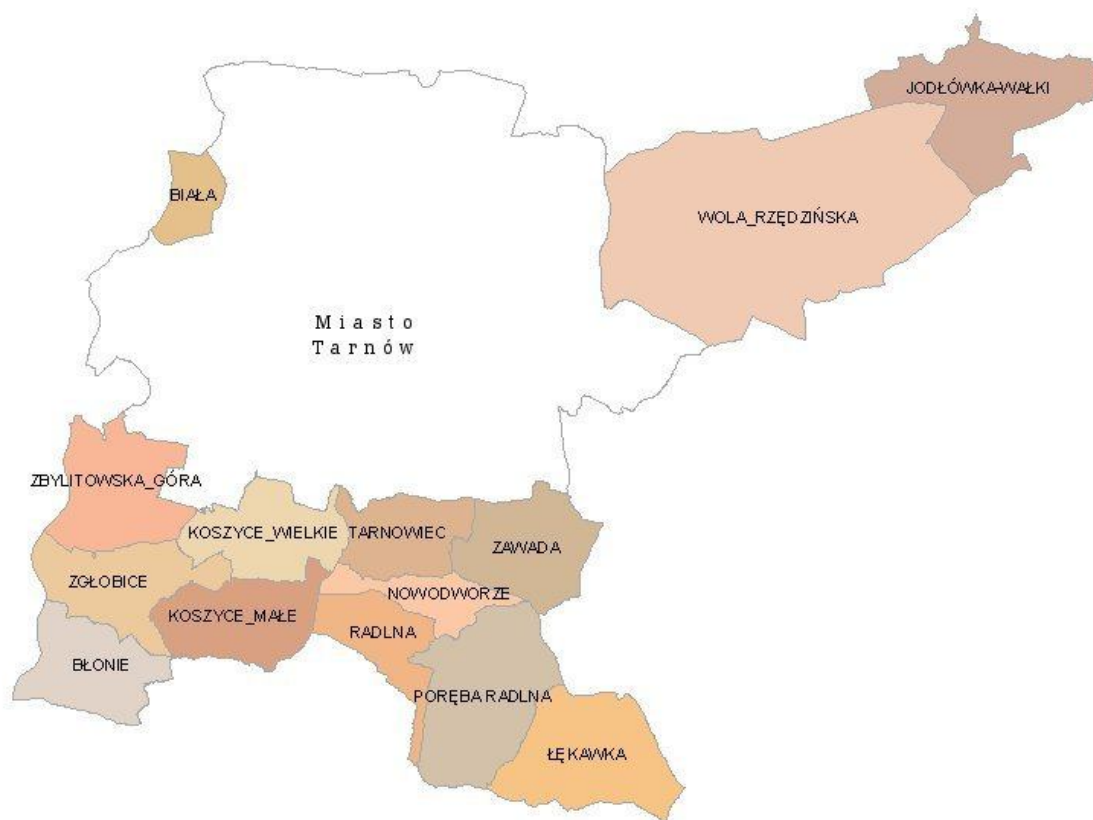 JODŁÓWKA-WAŁKI
BIAŁA
WOLA_RZĘDZIŃSKA
Miasto
Tarnów
ZBYLITOWSKA_GÓRA
KOSZYCE_WIELKIE
TARNOWIEC
ZAWADA
ZGŁOBICE
NOWODWORZE
KOSZYCE_MAŁE
RADLNA
BŁONIE
PORĘBA RADLNA
ŁĘKAWKA